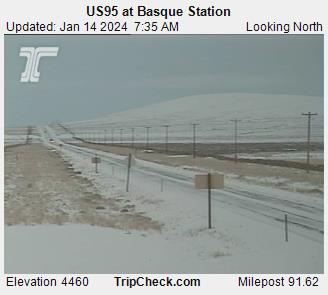 US95 at Basque Station
Updated: Jan 14 2024 7:35 AM Looking North
Elevation 4460 TripCheck.com Milepost 91.62